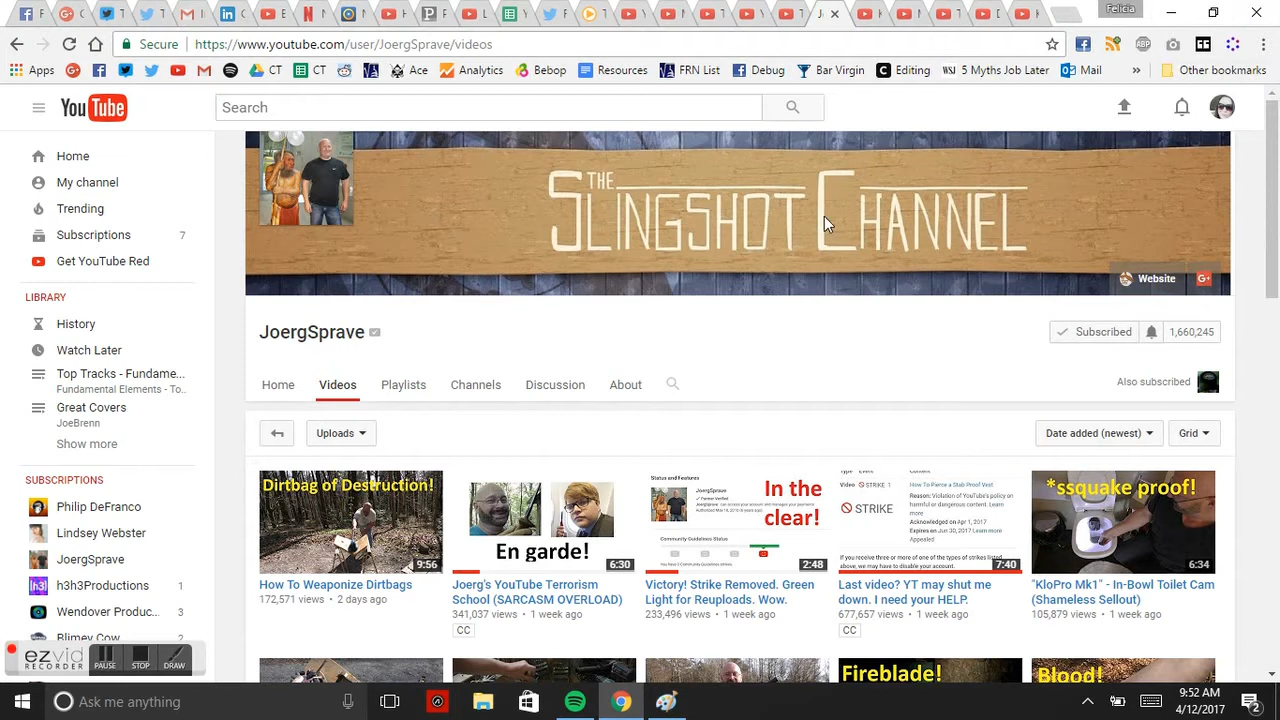 Felicia
Secure https://www.youtube.com/user/JoergSprave/videos
Apps CT CT Ace Analytics Bebop Resources FRN List Debug Bar Virgin Editing 5 Myths Job Later Mail » Other bookmarks
YouTube
Search
Home
My channel
Trending
Subscriptions 7
Get YouTube Red
LIBRARY
History
Watch Later
Top Tracks - Fundame...
Fundamental Elements - To..
Great Covers
JoeBrenn
Show more
SUBSCRIPTIONS
Philip DeFranco
Lindsey Webster
JoergSprave
h3h3Productions 1
Wendover Produc... 3
Blimey Cow 2
THE
SLINGSHOT CHANNEL
Website
JoergSprave
Subscribed 1,660,245
Home Videos Playlists Channels Discussion About
Also subscribed
Uploads
Date added (newest) Grid
Dirtbag of Destruction!
9:56
How To Weaponize Dirtbags
172,571 views • 2 days ago
En garde!
6:30
Joerg's YouTube Terrorism
School (SARCASM OVERLOAD)
341,037 views • 1 week ago
CC
Status and Features
JoergSprave
In the
clear!
Community Guidelines Status
2:48
Victory! Strike Removed. Green
Light for Reuploads. Wow.
233,496 views • 1 week ago
Video STRIKE 1
How To Pierce a Stab Proof Vest
STRIKE
Reason: Violation of YouTube's policy on
harmful or dangerous content. Learn
more
Acknowledged on Apr 1, 2017
Expires on Jun 30, 2017 Learn more
Appealed
If you receive three or more of one of the types of strikes listed
above, we may have to disable your account.
7:40
Last video? YT may shut me
down. I need your HELP.
677,657 views • 1 week ago
CC
*ssquake proof!
6:34
"KloPro Mk1" - In-Bowl Toilet Cam
(Shameless Sellout)
105,879 views • 1 week ago
Fireblade!
Blood!
ezvid
RECORDER
PAUSE STOP DRAW
Ask me anything
9:52 AM
4/12/2017
2